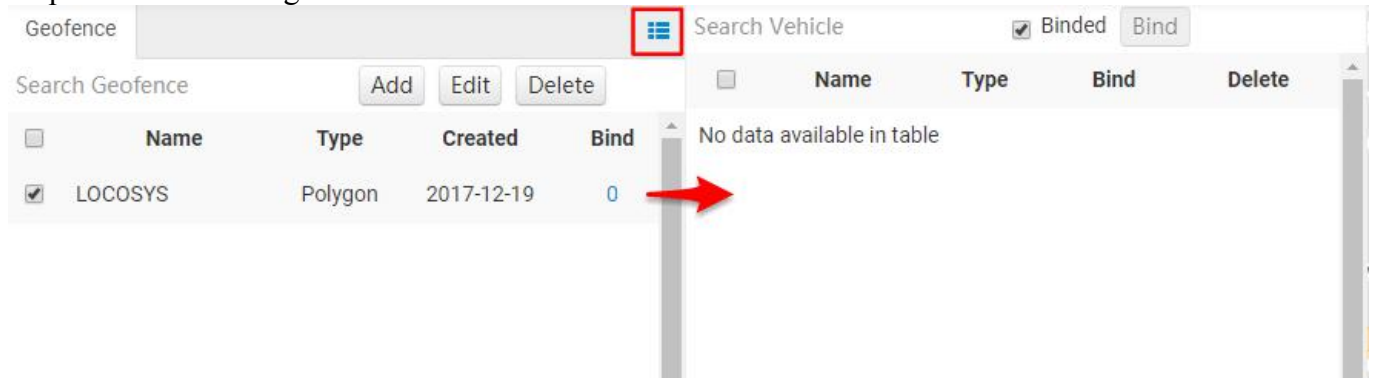 Geofence
Search Geofence Add Edit Delete
Name Type Created Bind
LOCOSYS Polygon 2017-12-19 0
Search Vehicle Binded Bind
Name Type Bind Delete
No data available in table